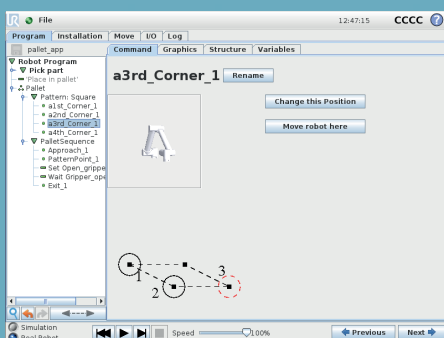 File
12:47:15 CCCC ?
Program Installation Move I/O Log
pallet_app Command Graphics Structure Variables
Robot Program
Pick part
'Place in pallet'
Pallet
Pattern: Square
a1st_Corner_1
a2nd_Corner_1
a3rd_Corner_1
a4th_Corner_1
PalletSequence
Approach_1
PatternPoint_1
Set Open_grippe
Wait Gripper_ope
Exit_1
a3rd_Corner_1 Rename
Change this Position
Move robot here
1
2
3
Simulation
Real Robot
Speed 100%
Previous Next